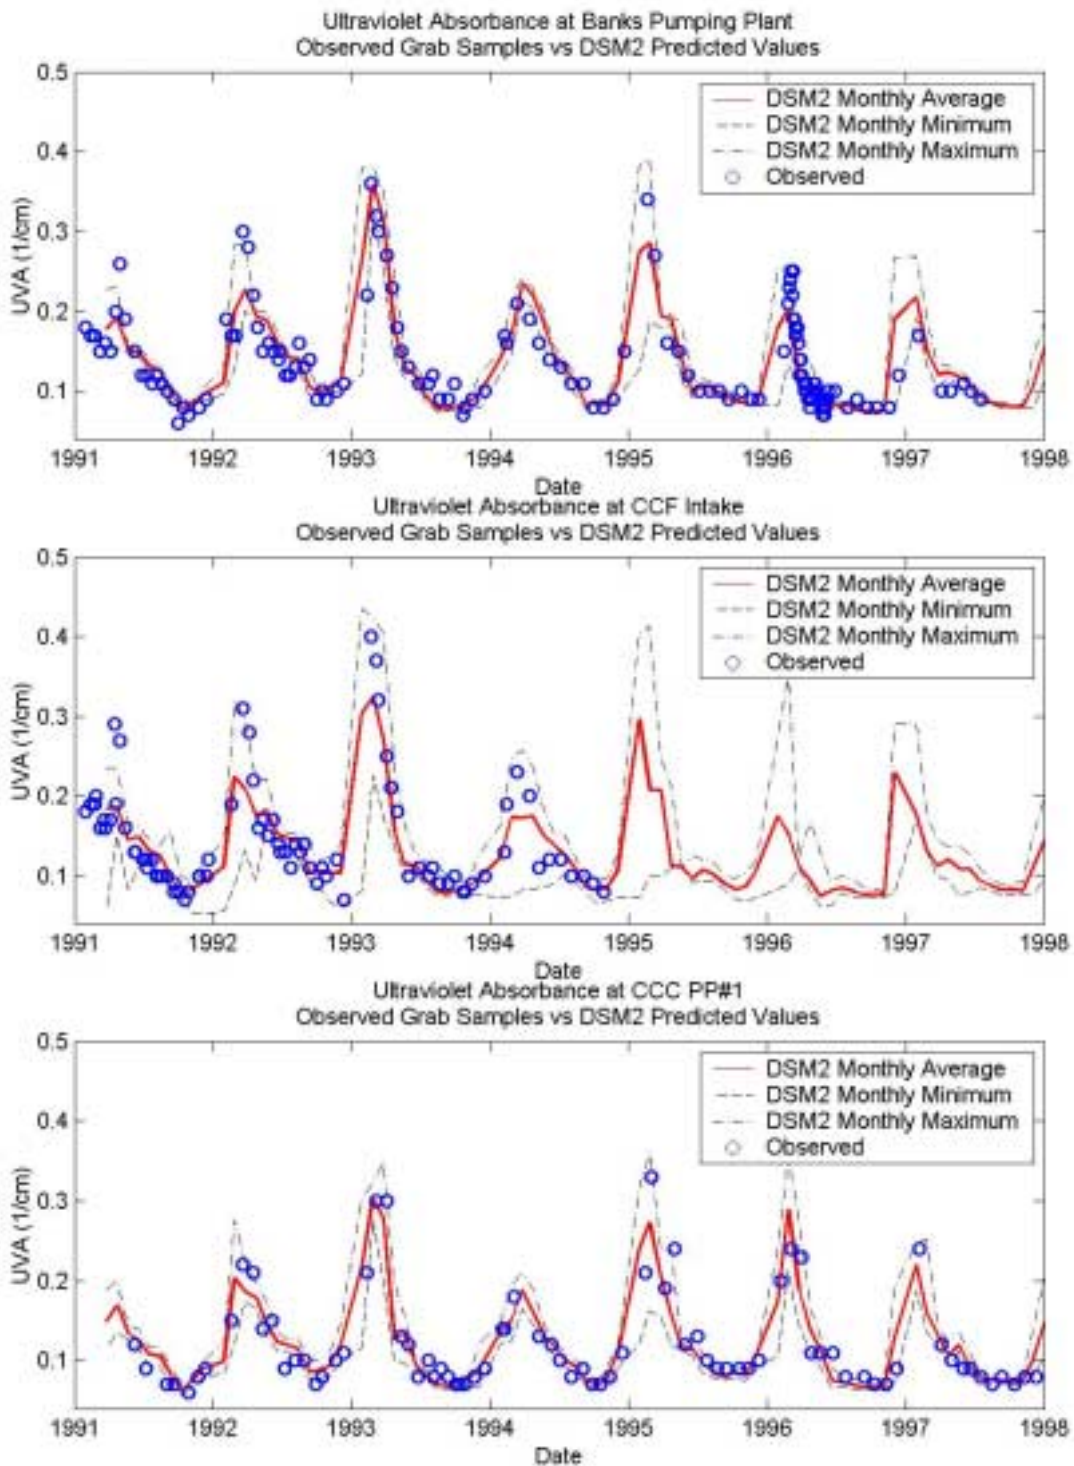 Ultraviolet Absorbance at Banks Pumping Plant
Observed Grab Samples vs DSM2 Predicted Values
0.5
0.4
0.3
0.2
0.1
UVA (1/cm)
DSM2 Monthly Average
DSM2 Monthly Minimum
DSM2 Monthly Maximum
Observed
1991 1992 1993 1994 1995 1996 1997 1998
Date
Ultraviolet Absorbance at CCF Intake
Observed Grab Samples vs DSM2 Predicted Values
0.5
0.4
0.3
0.2
0.1
UVA (1/cm)
DSM2 Monthly Average
DSM2 Monthly Minimum
DSM2 Monthly Maximum
Observed
1991 1992 1993 1994 1995 1996 1997 1998
Date
Ultraviolet Absorbance at CCC PP#1
Observed Grab Samples vs DSM2 Predicted Values
0.5
0.4
0.3
0.2
0.1
UVA (1/cm)
DSM2 Monthly Average
DSM2 Monthly Minimum
DSM2 Monthly Maximum
Observed
1991 1992 1993 1994 1995 1996 1997 1998
Date